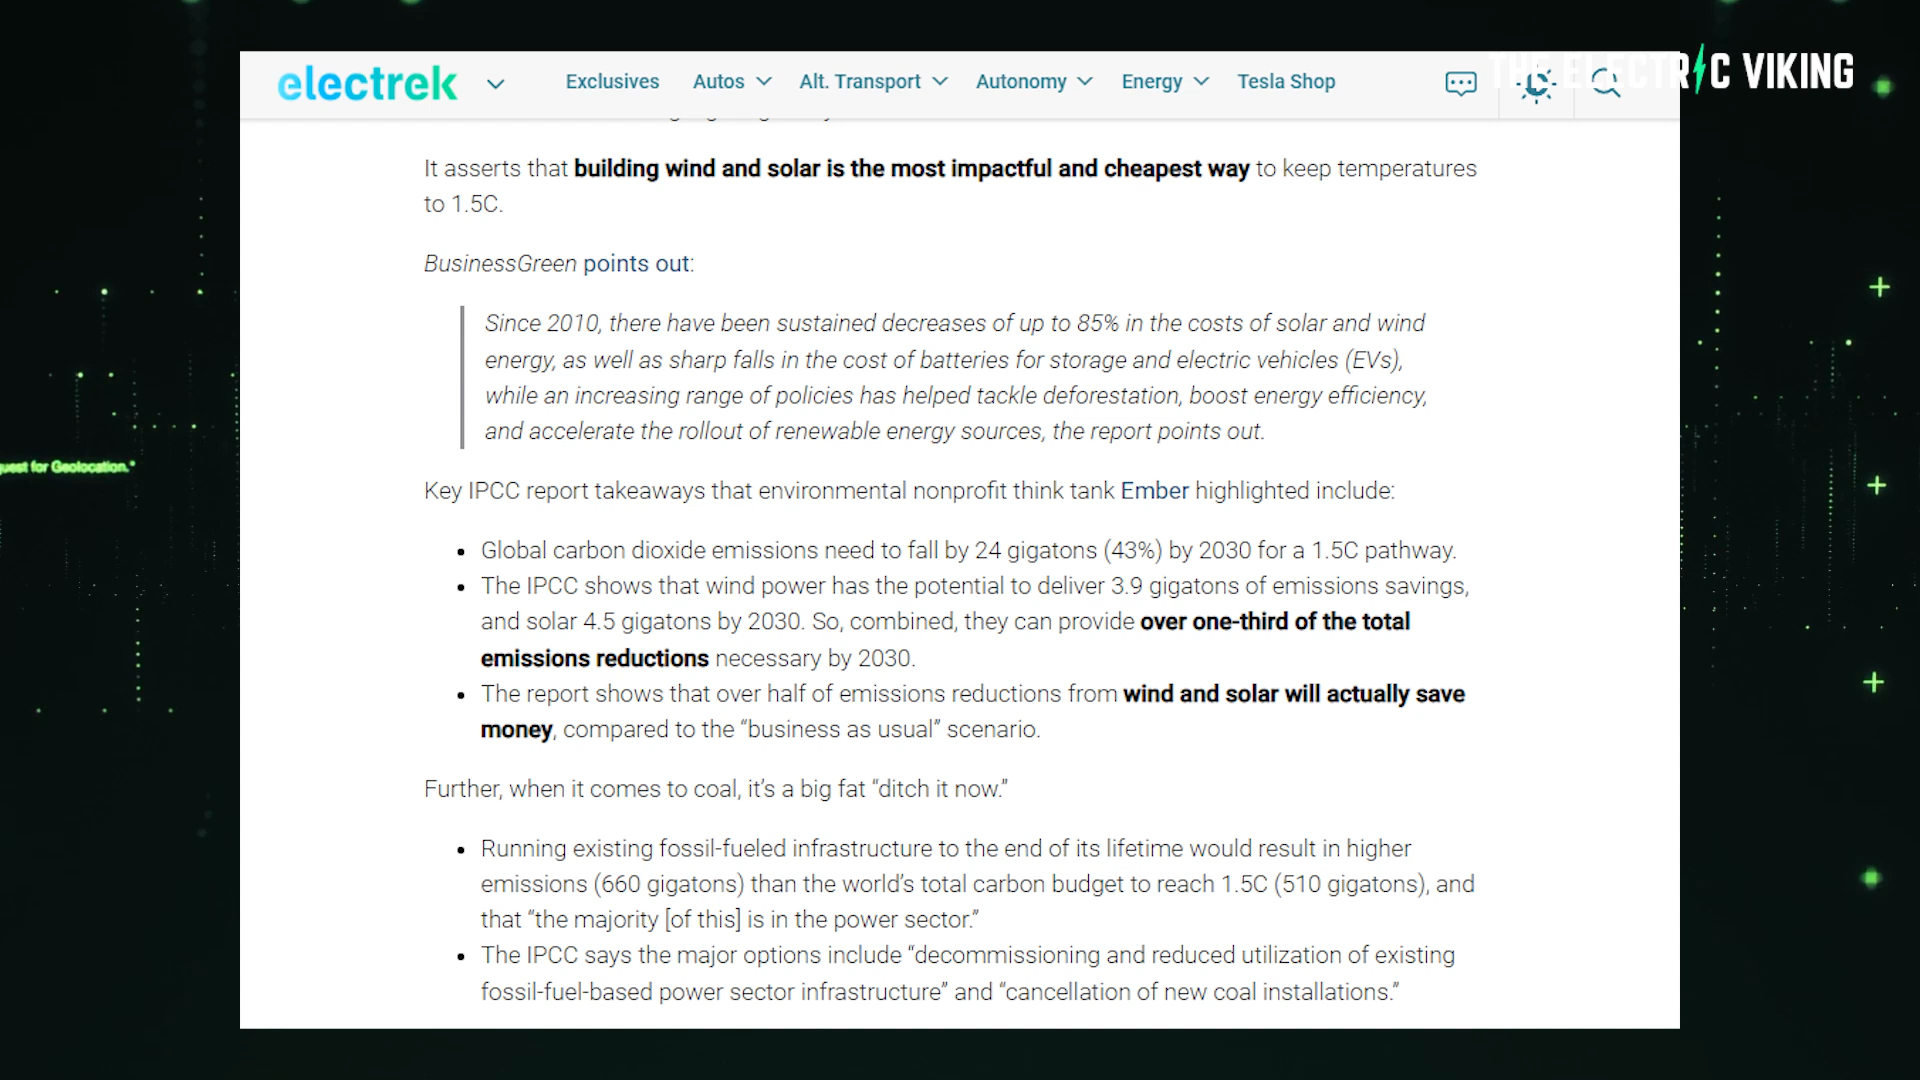 electrek
Exclusives Autos Alt. Transport Autonomy Energy Tesla Shop
THE ELECTRIC VIKING
It asserts that building wind and solar is the most impactful and cheapest way to keep temperatures
to 1.5C.
BusinessGreen points out:
Since 2010, there have been sustained decreases of up to 85% in the costs of solar and wind
energy, as well as sharp falls in the cost of batteries for storage and electric vehicles (EVs),
while an increasing range of policies has helped tackle deforestation, boost energy efficiency,
and accelerate the rollout of renewable energy sources, the report points out.
uest for Geolocation."
Key IPCC report takeaways that environmental nonprofit think tank Ember highlighted include:
• Global carbon dioxide emissions need to fall by 24 gigatons (43%) by 2030 for a 1.5C pathway.
• The IPCC shows that wind power has the potential to deliver 3.9 gigatons of emissions savings,
and solar 4.5 gigatons by 2030. So, combined, they can provide over one-third of the total
emissions reductions necessary by 2030.
• The report shows that over half of emissions reductions from wind and solar will actually save
money, compared to the “business as usual” scenario.
Further, when it comes to coal, it’s a big fat “ditch it now.”
• Running existing fossil-fueled infrastructure to the end of its lifetime would result in higher
emissions (660 gigatons) than the world’s total carbon budget to reach 1.5C (510 gigatons), and
that “the majority [of this] is in the power sector.”
• The IPCC says the major options include “decommissioning and reduced utilization of existing
fossil-fuel-based power sector infrastructure” and “cancellation of new coal installations.”